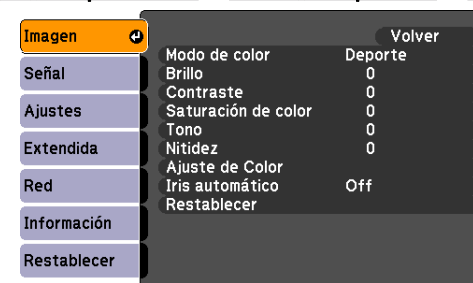 Imagen
Señal
Ajustes
Extendida
Red
Información
Restablecer
Volver
Modo de color Deporte
Brillo 0
Contraste 0
Saturación de color 0
Tono 0
Nitidez 0
Ajuste de Color
Iris automático Off
Restablecer